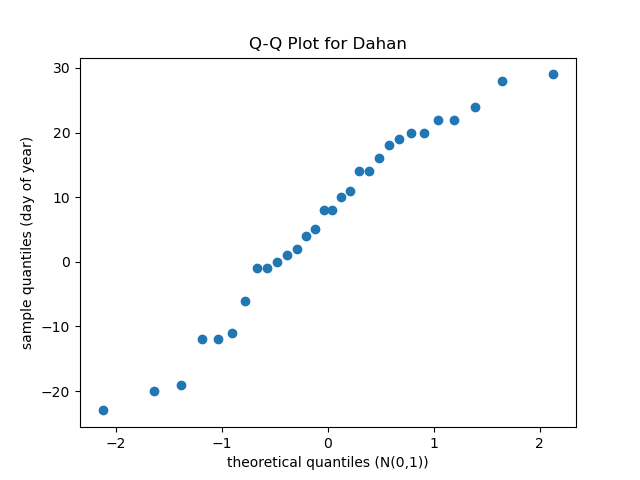 Q-Q Plot for Dahan
sample quantiles (day of year)
30
20
10
0
−10
−20
−2 −1 0 1 2
theoretical quantiles (N(0,1))